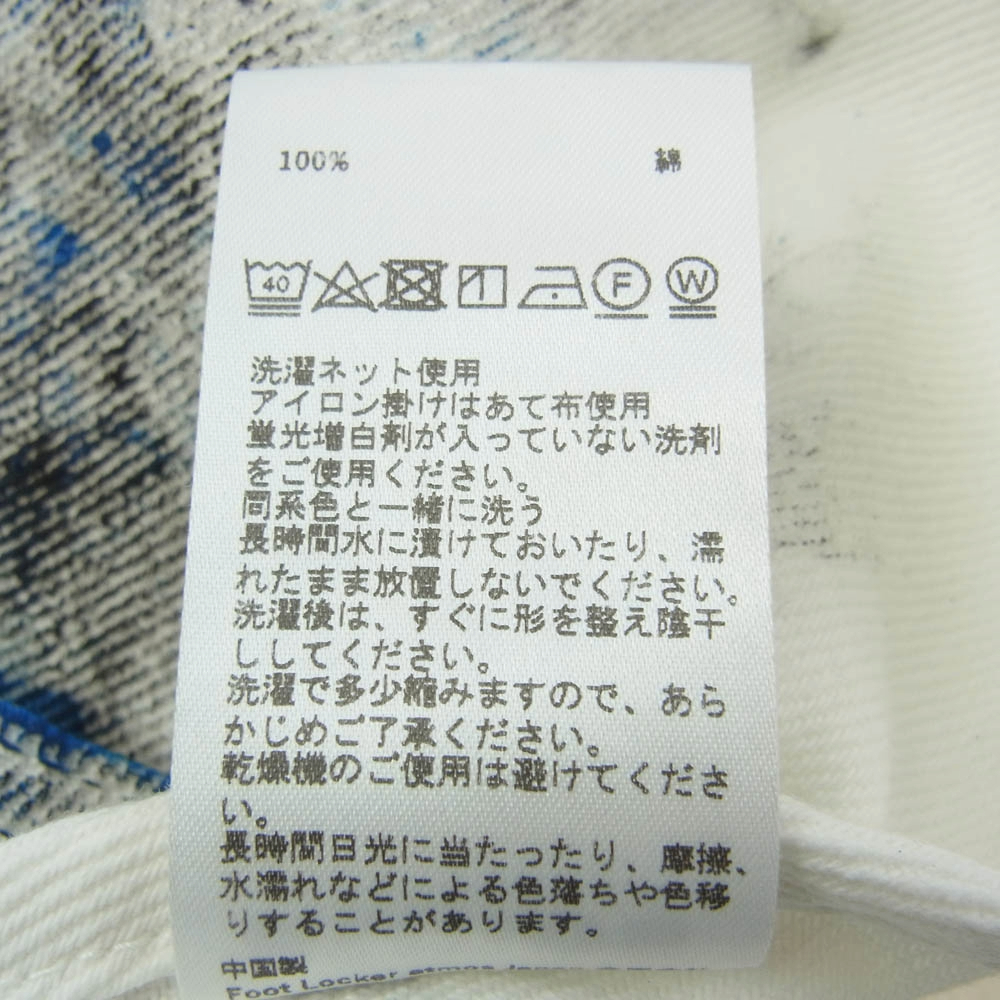 100% 綿
40 F W
洗濯ネット使用
アイロン掛けはあて布使用
蛍光増白剤が入っていない洗剤
をご使用ください。
同系色と一緒に洗う
長時間水に漬けておいたり、濡
れたまま放置しないでください。
洗濯後は、すぐに形を整え陰干
ししてください。
洗濯で多少縮みますので、あら
かじめご了承ください。
乾燥機のご使用は避けてくださ
い。
長時間日光に当たったり、摩擦、
水濡れなどによる色落ちや色移
りすることがあります。
中国製
Foot Locker atmos